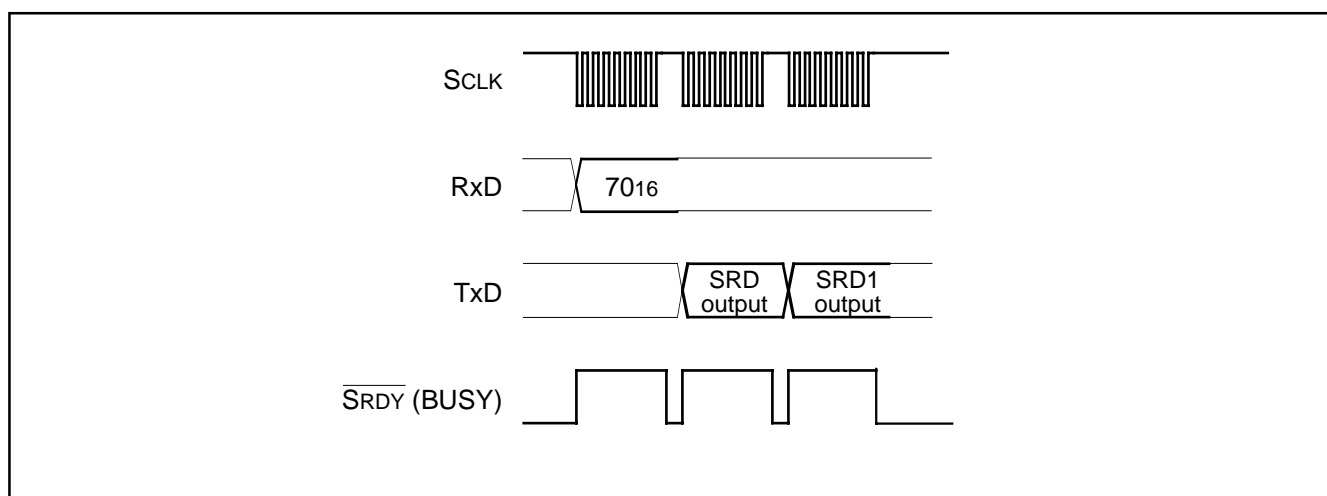 SCLK
RxD
7016
TxD
SRD
output
SRD1
output
SRDY (BUSY)